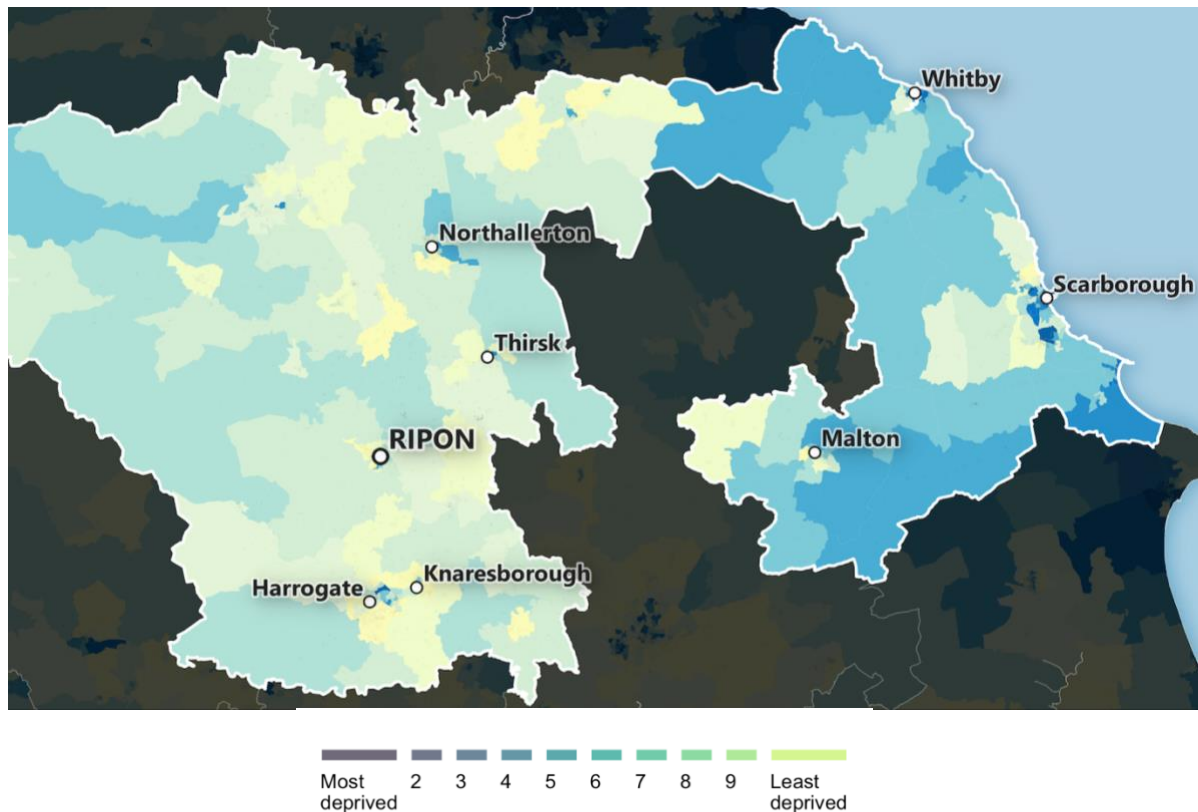 Whitby
Northallerton
Scarborough
Thirsk
RIPON
Malton
Knaresborough
Harrogate
Most deprived 2 3 4 5 6 7 8 9 Least deprived